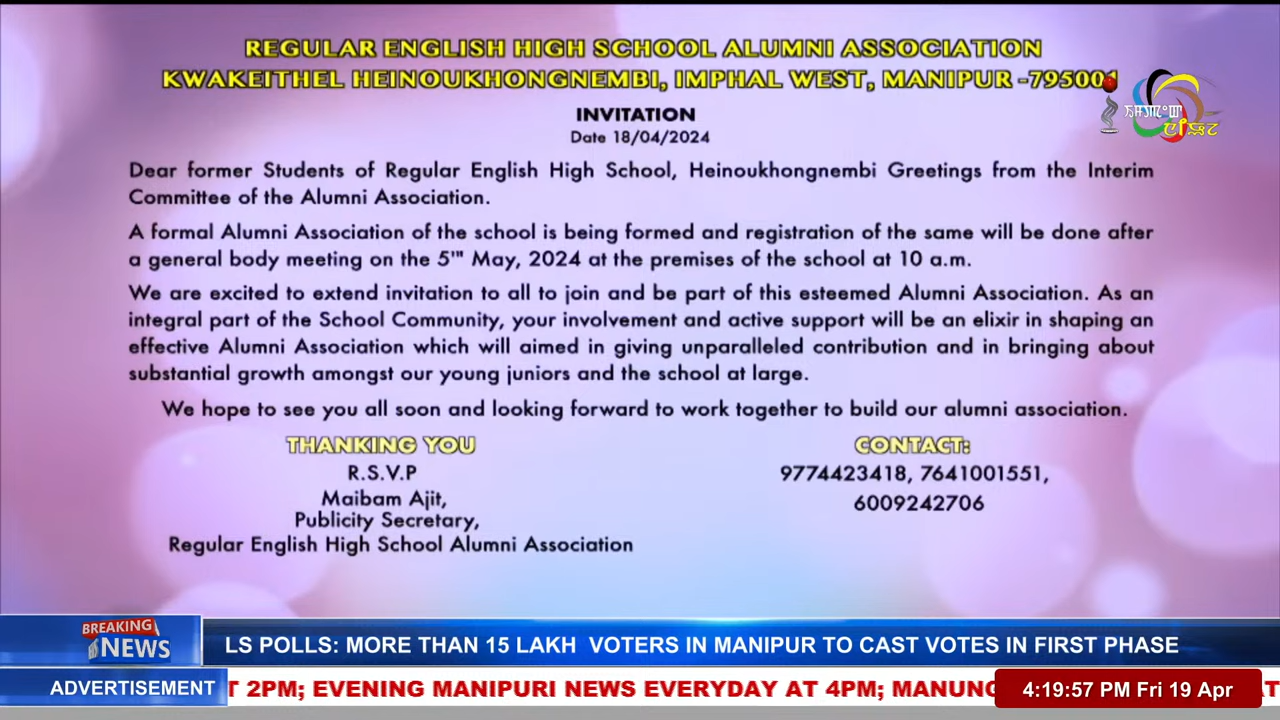 REGULAR ENGLISH HIGH SCHOOL ALUMNI ASSOCIATION
KWAKEITHEL HEINOUKHONGNEMBI, IMPHAL WEST, MANIPUR -795001
INVITATION
Date 18/04/2024
Dear former Students of Regular English High School, Heinoukhongnembi Greetings from the Interim
Committee of the Alumni Association.
A formal Alumni Association of the school is being formed and registration of the same will be done after
a general body meeting on the 5'" May, 2024 at the premises of the school at 10 a.m.
We are excited to extend invitation to all to join and be part of this esteemed Alumni Association. As an
integral part of the School Community, your involvement and active support will be an elixir in shaping an
effective Alumni Association which will aimed in giving unparalleled contribution and in bringing about
substantial growth amongst our young juniors and the school at large.
We hope to see you all soon and looking forward to work together to build our alumni association.
THANKING YOU
R.S.V.P
Maibam Ajit,
Publicity Secretary,
Regular English High School Alumni Association
CONTACT:
9774423418, 7641001551,
6009242706
BREAKING
NEWS
LS POLLS: MORE THAN 15 LAKH VOTERS IN MANIPUR TO CAST VOTES IN FIRST PHASE
ADVERTISEMENT
T 2PM; EVENING MANIPURI NEWS EVERYDAY AT 4PM; MANUNG
4:19:57 PM Fri 19 Apr
AT